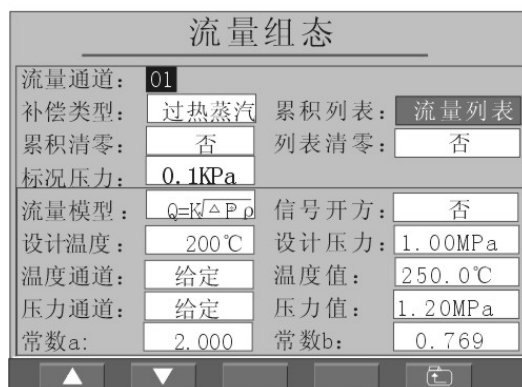 流量组态
流量通道： 01
补偿类型： 过热蒸汽 累积列表： 流量列表
累积清零： 否 列表清零： 否
标况压力： 0.1KPa
流量模型： Q=K√△Pρ 信号开方： 否
设计温度： 200℃ 设计压力： 1.00MPa
温度通道： 给定 温度值： 250.0℃
压力通道： 给定 压力值： 1.20MPa
常数a: 2.000 常数b： 0.769